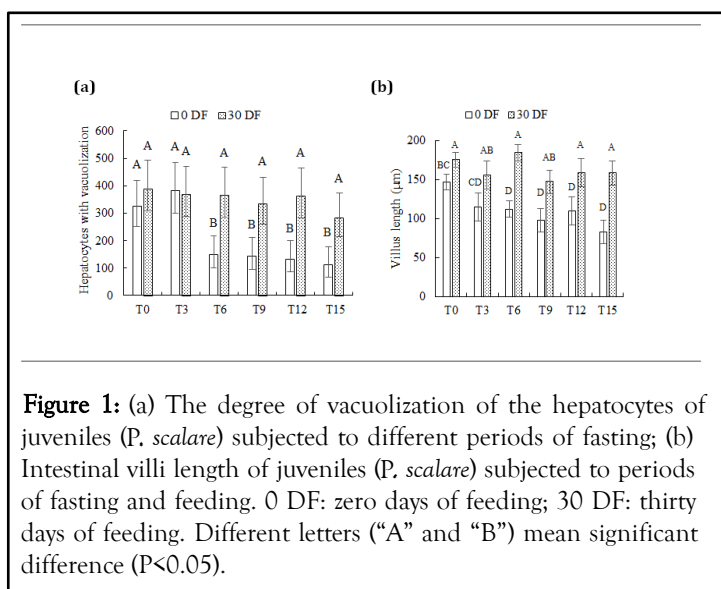 (a)
(b)
0 DF 30 DF
0 DF 30 DF
Hepatocytes with vacuolization
600
500
400
300
200
100
0
A A A A A A A A
B B B B
T0 T3 T6 T9 T12 T15
Villus length (µm)
200
150
100
50
0
BC A CD AB D A D AB D A D A
T0 T3 T6 T9 T12 T15
Figure 1: (a) The degree of vacuolization of the hepatocytes of
juveniles (P. scalare) subjected to different periods of fasting; (b)
Intestinal villi length of juveniles (P. scalare) subjected to periods
of fasting and feeding. 0 DF: zero days of feeding; 30 DF: thirty
days of feeding. Different letters (“A” and “B”) mean significant
difference (P<0.05).